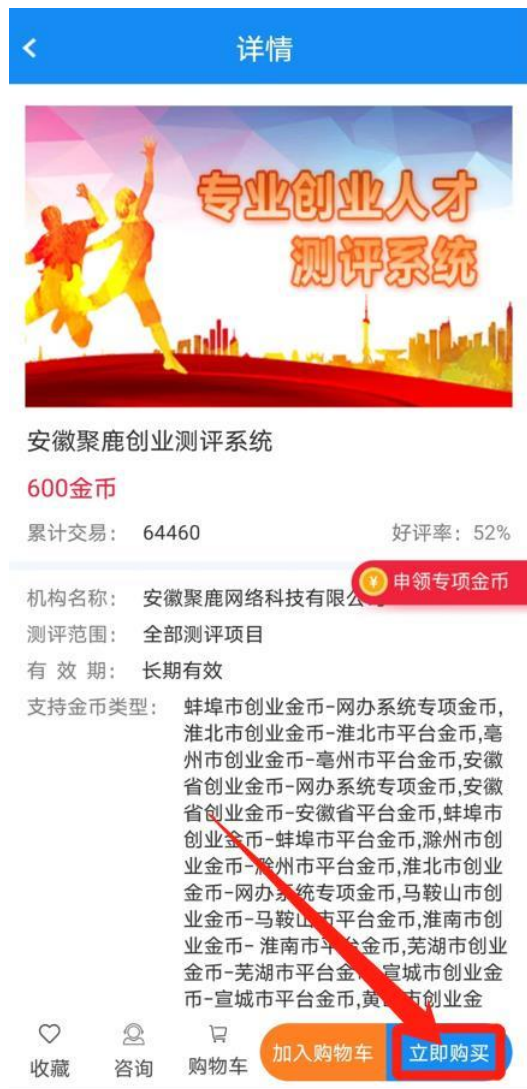 详情
专业创业人才
测评系统
安徽聚鹿创业测评系统
600金币
累计交易: 64460 好评率: 52%
申领专项金币
机构名称: 安徽聚鹿网络科技有限公司
测评范围: 全部测评项目
有 效 期: 长期有效
支持金币类型: 蚌埠市创业金币-网办系统专项金币,
淮北市创业金币-淮北市平台金币,亳
州市创业金币-亳州市平台金币,安徽
省创业金币-网办系统专项金币,安徽
省创业金币-安徽省平台金币,蚌埠市
创业金币-蚌埠市平台金币,滁州市创
业金币-滁州市平台金币,淮北市创业
金币-网办系统专项金币,马鞍山市创
业金币-马鞍山市平台金币,淮南市创
业金币- 淮南市平台金币,芜湖市创业
金币-芜湖市平台金币,宣城市创业金
币-宣城市平台金币,黄山市创业金
收藏 咨询 购物车 加入购物车 立即购买